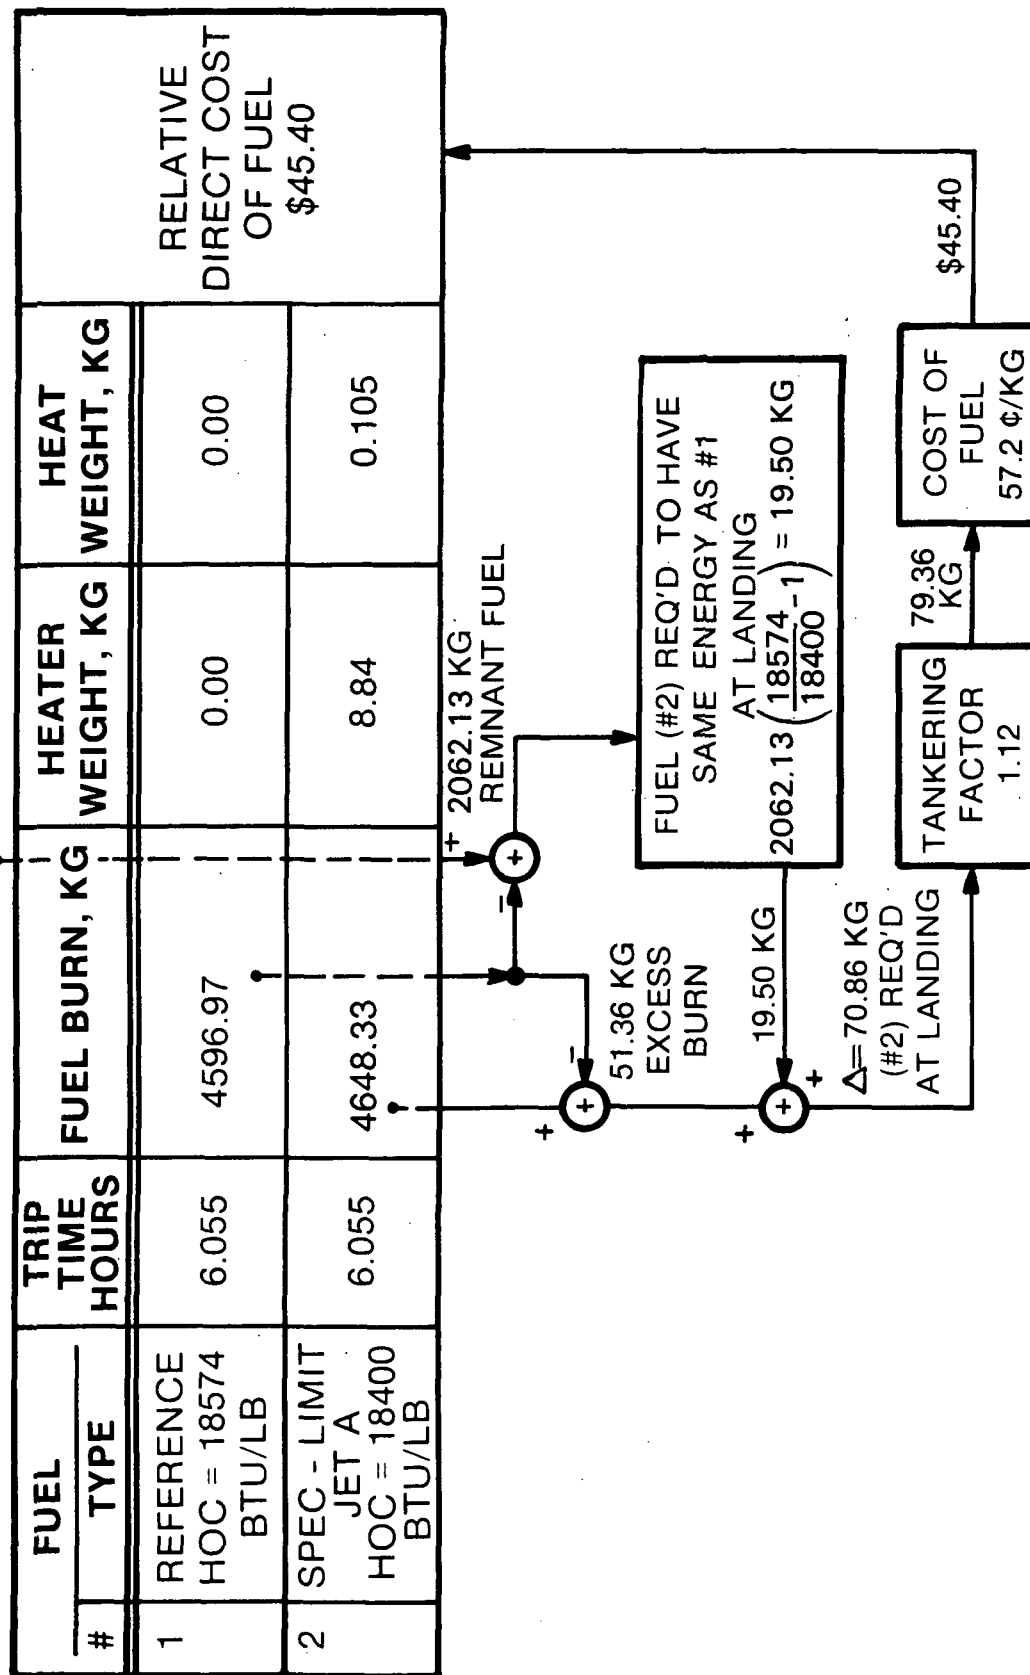 FUEL
# TYPE
TRIP
TIME
HOURS
FUEL BURN, KG
HEATER
WEIGHT, KG
HEAT
WEIGHT, KG
RELATIVE
DIRECT COST
OF FUEL
$45.40
1
REFERENCE
HOC = 18574
BTU/LB
6.055
4596.97
0.00
0.00
2
SPEC - LIMIT
JET A
HOC = 18400
BTU/LB
6.055
4648.33
8.84
0.105
+ 2062.13 KG
REMNANT FUEL
+
−
−
+
+
51.36 KG
EXCESS
BURN
FUEL (#2) REQ'D TO HAVE
SAME ENERGY AS #1
AT LANDING
2062.13 (18574/18400 -1) = 19.50 KG
19.50 KG
+
+
+
Δ=70.86 KG
(#2) REQ'D
AT LANDING
TANKERING
FACTOR
1.12
79.36
KG
COST OF
FUEL
57.2 ¢/KG
$45.40